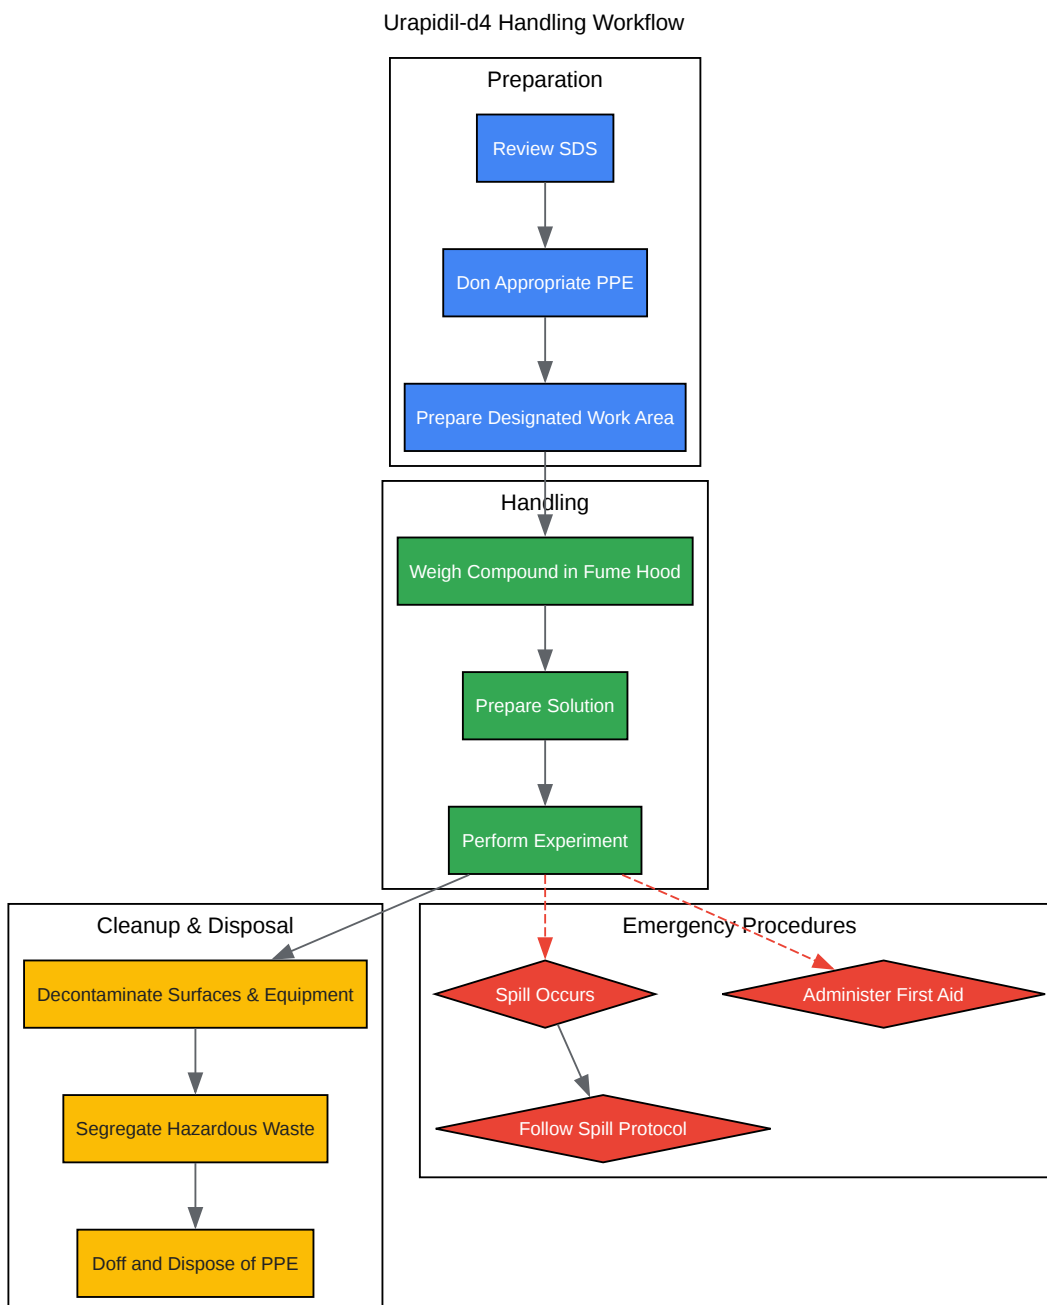 Urapidil-d4 Handling Workflow
Preparation
Review SDS
Don Appropriate PPE
Prepare Designated Work Area
Handling
Weigh Compound in Fume Hood
Prepare Solution
Perform Experiment
Cleanup & Disposal
Decontaminate Surfaces & Equipment
Segregate Hazardous Waste
Doff and Dispose of PPE
Emergency Procedures
Spill Occurs
Administer First Aid
Follow Spill Protocol